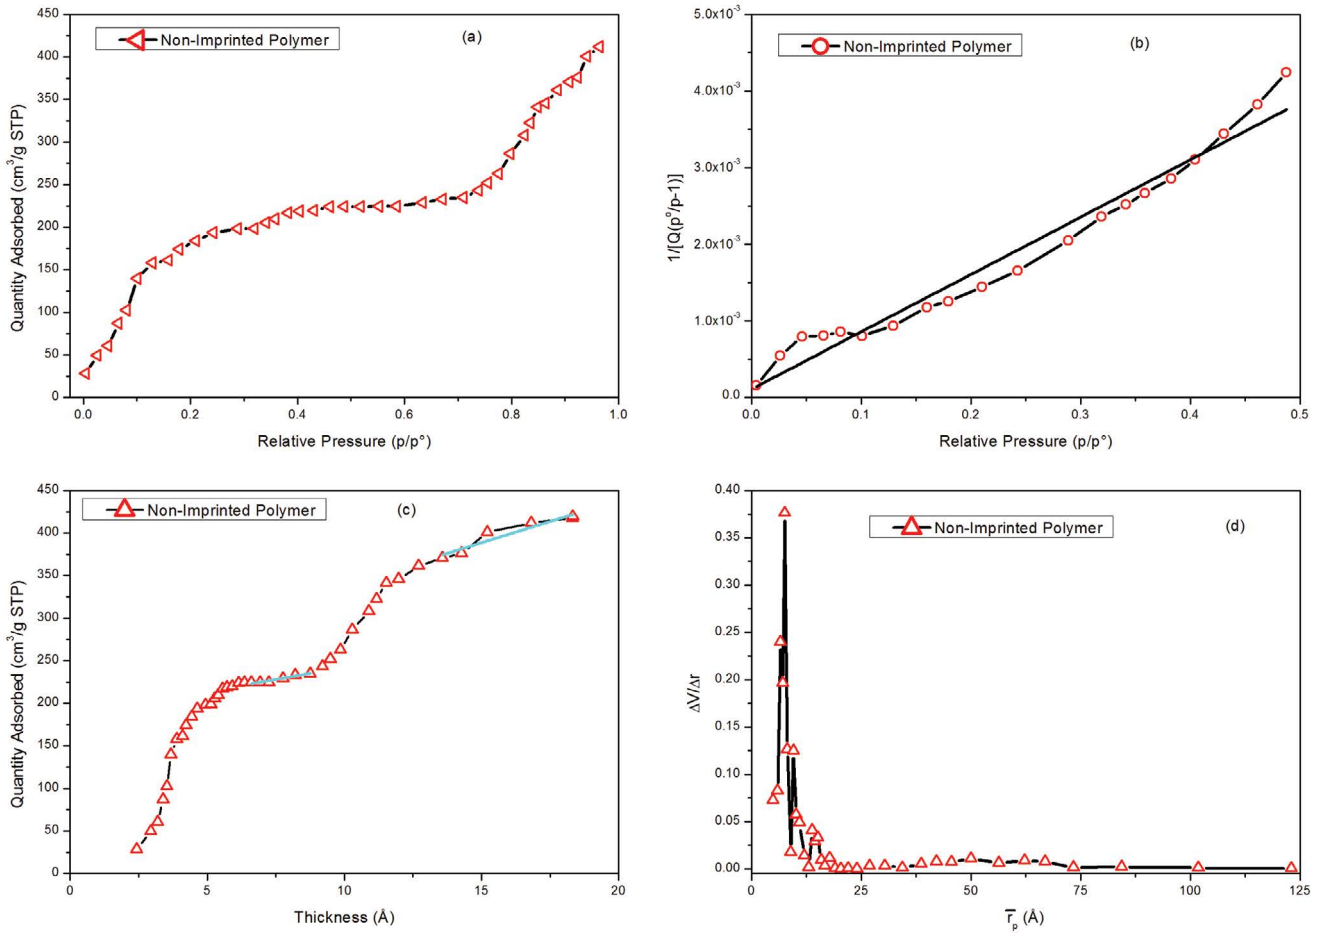 Non-Imprinted Polymer
(a)
Quantity Adsorbed (cm³/g STP)
450
400
350
300
250
200
150
100
50
0
0.0 0.2 0.4 0.6 0.8 1.0
Relative Pressure (p/p°)
Non-Imprinted Polymer
(b)
1/[Q(p°/p-1)]
5.0x10⁻³
4.0x10⁻³
3.0x10⁻³
2.0x10⁻³
1.0x10⁻³
0.0
0.0 0.1 0.2 0.3 0.4 0.5
Relative Pressure (p/p°)
Non-Imprinted Polymer
(c)
Quantity Adsorbed (cm³/g STP)
450
400
350
300
250
200
150
100
50
0
0 5 10 15 20
Thickness (Å)
Non-Imprinted Polymer
(d)
ΔV/Δr
0.40
0.35
0.30
0.25
0.20
0.15
0.10
0.05
0.00
0 25 50 75 100 125
r̅ₚ (Å)